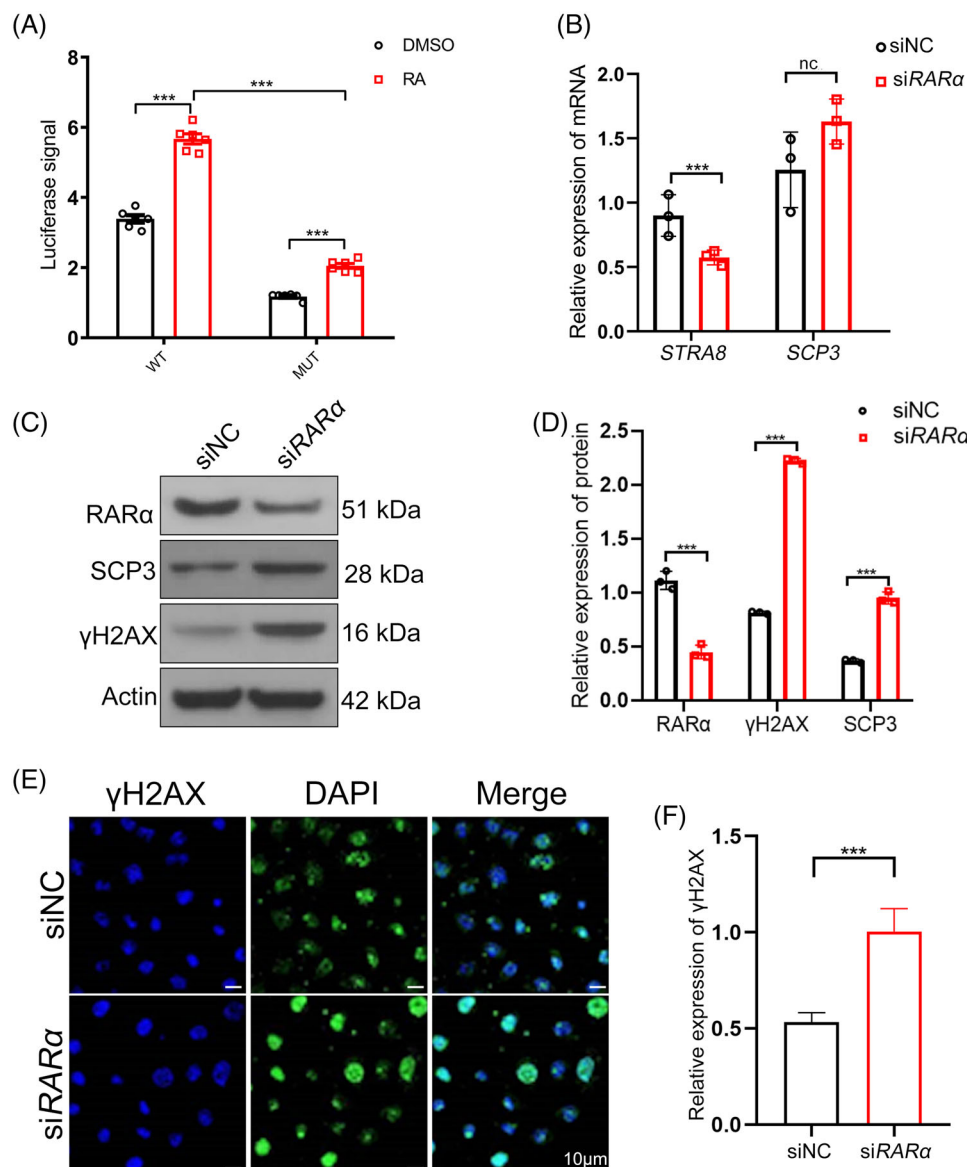 (A)
DMSO
RA
Luciferase signal
8
6
4
2
0
***
***
***
WT
MUT
(B)
siNC
siRARα
Relative expression of mRNA
2.0
1.5
1.0
0.5
0.0
***
nc
STRA8
SCP3
(C)
siNC
siRARα
RARα
51 kDa
SCP3
28 kDa
γH2AX
16 kDa
Actin
42 kDa
(D)
siNC
siRARα
Relative expression of protein
2.5
2.0
1.5
1.0
0.5
0.0
***
***
***
RARα
γH2AX
SCP3
(E)
γH2AX
DAPI
Merge
siNC
siRARα
10μm
(F)
Relative expression of γH2AX
1.5
1.0
0.5
0.0
***
siNC
siRARα